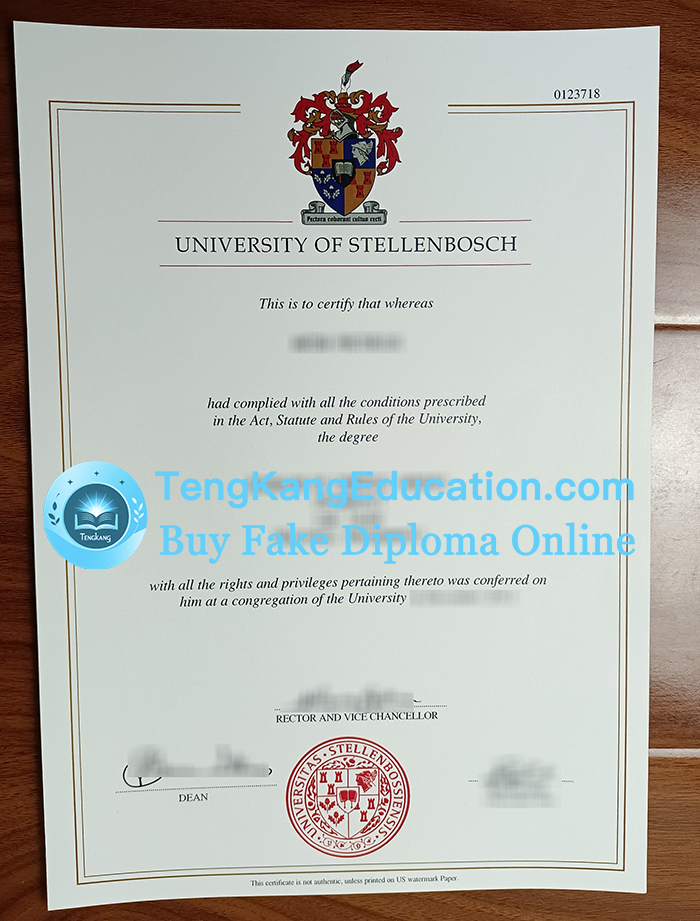 0123718
Pectora roborant cultus recti
UNIVERSITY OF STELLENBOSCH
This is to certify that whereas
had complied with all the conditions prescribed
in the Act, Statute and Rules of the University,
the degree
TengKangEducation.com
TENGKANG
Buy Fake Diploma Online
with all the rights and privileges pertaining thereto was conferred on
him at a congregation of the University
RECTOR AND VICE CHANCELLOR
DEAN
UNIVERSITAS · STELLENBOSSIENSIS
This certificate is not authentic, unless printed on US watermark Paper.